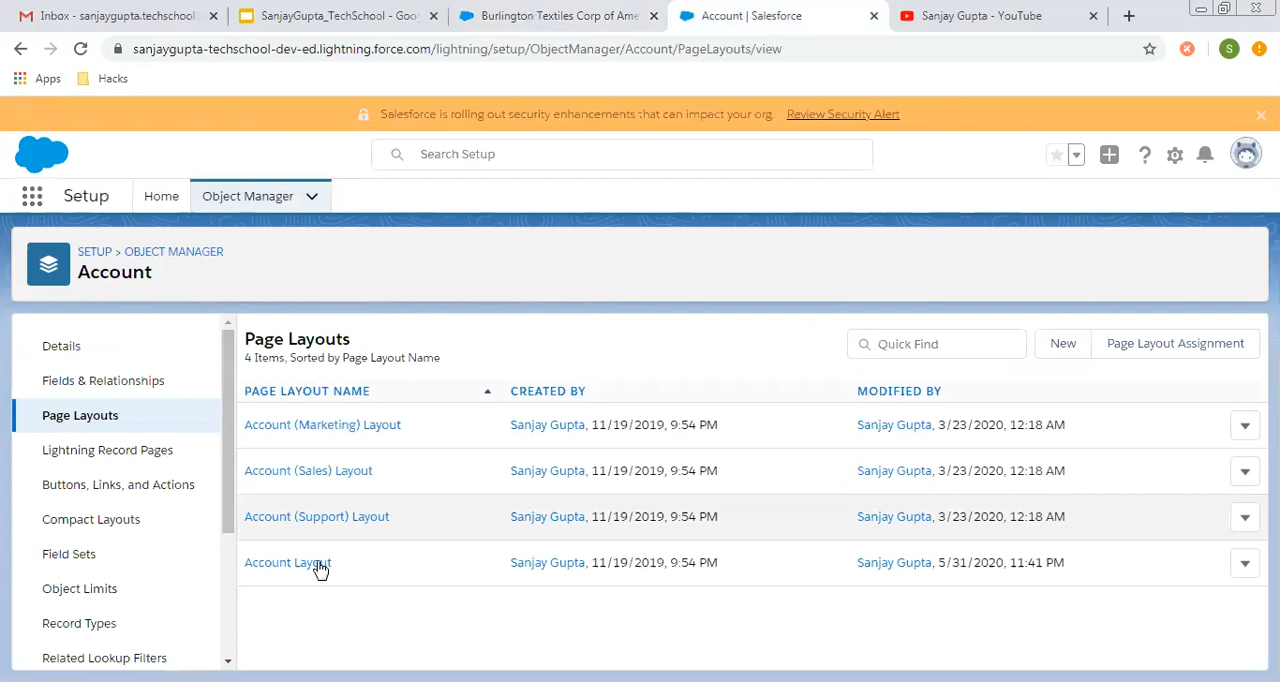 Inbox - sanjaygupta.techschool
SanjayGupta_TechSchool - Goo
Burlington Textiles Corp of Ame
Account | Salesforce
Sanjay Gupta - YouTube
sanjaygupta-techschool-dev-ed.lightning.force.com/lightning/setup/ObjectManager/Account/PageLayouts/view
S
Apps Hacks
Salesforce is rolling out security enhancements that can impact your org. Review Security Alert
Search Setup
Setup Home Object Manager
SETUP > OBJECT MANAGER
Account
Details
Fields & Relationships
Page Layouts
Lightning Record Pages
Buttons, Links, and Actions
Compact Layouts
Field Sets
Object Limits
Record Types
Related Lookup Filters
Page Layouts
4 Items, Sorted by Page Layout Name
Quick Find
New
Page Layout Assignment
PAGE LAYOUT NAME CREATED BY MODIFIED BY
Account (Marketing) Layout Sanjay Gupta, 11/19/2019, 9:54 PM Sanjay Gupta, 3/23/2020, 12:18 AM
Account (Sales) Layout Sanjay Gupta, 11/19/2019, 9:54 PM Sanjay Gupta, 3/23/2020, 12:18 AM
Account (Support) Layout Sanjay Gupta, 11/19/2019, 9:54 PM Sanjay Gupta, 3/23/2020, 12:18 AM
Account Layout Sanjay Gupta, 11/19/2019, 9:54 PM Sanjay Gupta, 5/31/2020, 11:41 PM